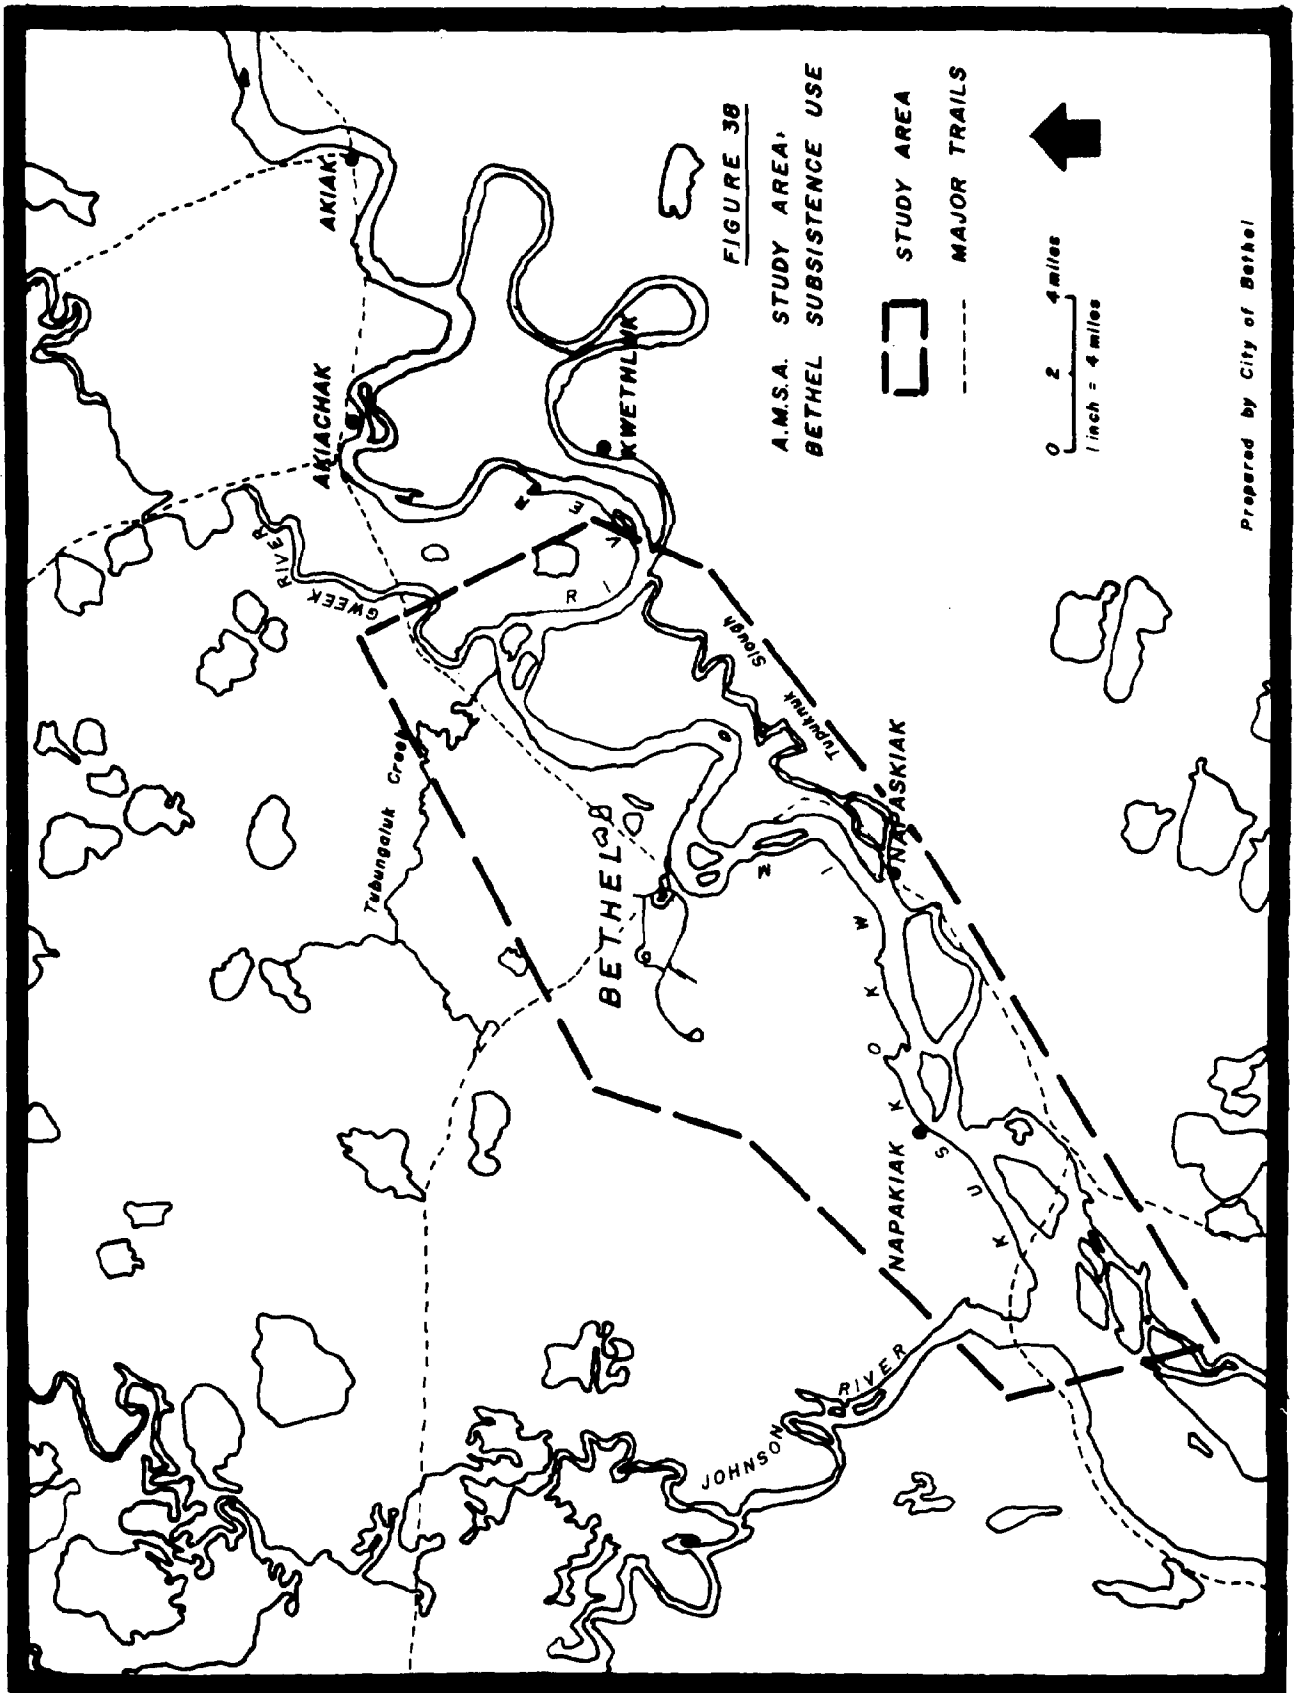 AKIAK
AKIACHAK
KWETHLUK
GWEEK RIVER
Tubungaluk Creek
BETHEL
Tupuknuk Slough
NAPASKIAK
NAPAKIAK
KUSKOKWIM RIVER
JOHNSON RIVER
FIGURE 38
A.M.S.A. STUDY AREA:
BETHEL SUBSISTENCE USE
STUDY AREA
MAJOR TRAILS
0 2 4 miles
1 inch = 4 miles
Prepared by City of Bethel